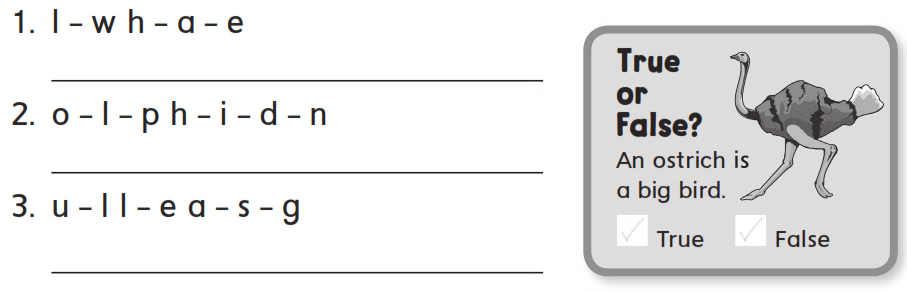 1. l – w h – a – e
2. o – l – p h – i – d – n
3. u – l l – e a – s – g
True
or
False?
An ostrich is
a big bird.
True False